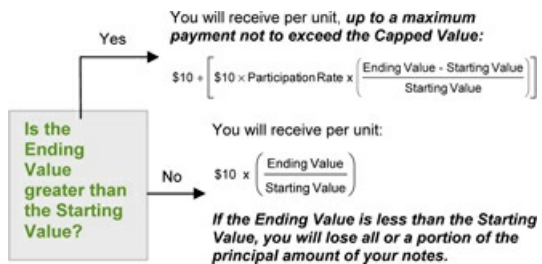 You will receive per unit, up to a maximum
payment not to exceed the Capped Value:
Yes
$10 + [$10 × Participation Rate x (Ending Value - Starting Value / Starting Value)]
Is the
Ending
Value
greater than
the Starting
Value?
No
You will receive per unit:
$10 x (Ending Value / Starting Value)
If the Ending Value is less than the Starting
Value, you will lose all or a portion of the
principal amount of your notes.